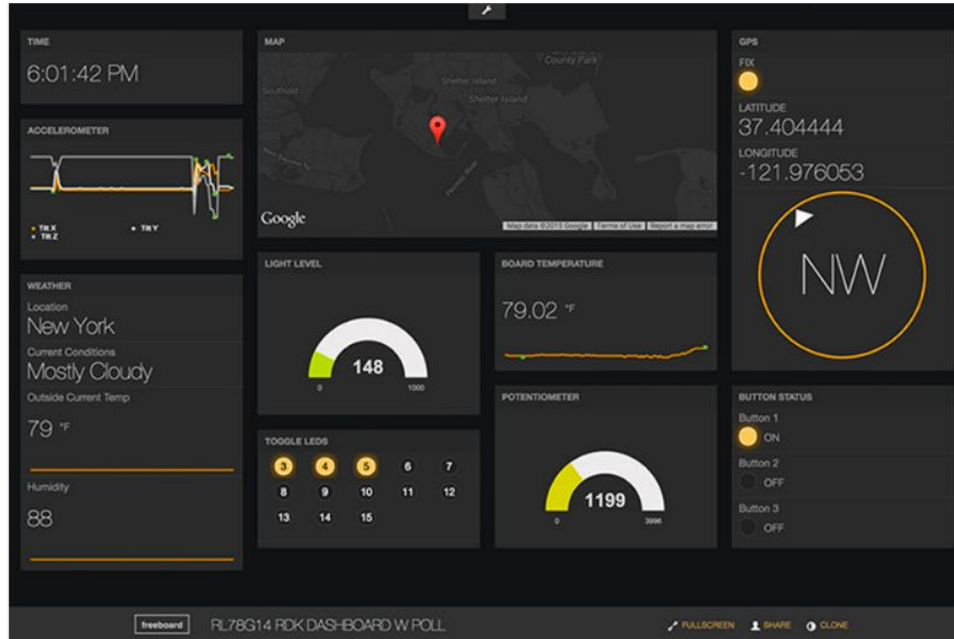 TIME
6:01:42 PM
ACCELEROMETER
Tilt X
Tilt Y
Tilt Z
WEATHER
Location
New York
Current Conditions
Mostly Cloudy
Outside Current Temp
79 °F
Humidity
88
MAP
County Park
Southold
Shelter Island
Shelter Island
Google
Map data ©2015 Google
Terms of Use
Report a map error
LIGHT LEVEL
148
0
1000
TOGGLE LEDS
3 4 5 6 7
8 9 10 11 12
13 14 15
BOARD TEMPERATURE
79.02 °F
POTENTIOMETER
1199
0
3996
GPS
FIX
LATITUDE
37.404444
LONGITUDE
-121.976053
NW
BUTTON STATUS
Button 1
ON
Button 2
OFF
Button 3
OFF
freeboard
RL78G14 RDK DASHBOARD W POLL
FULLSCREEN
SHARE
CLONE